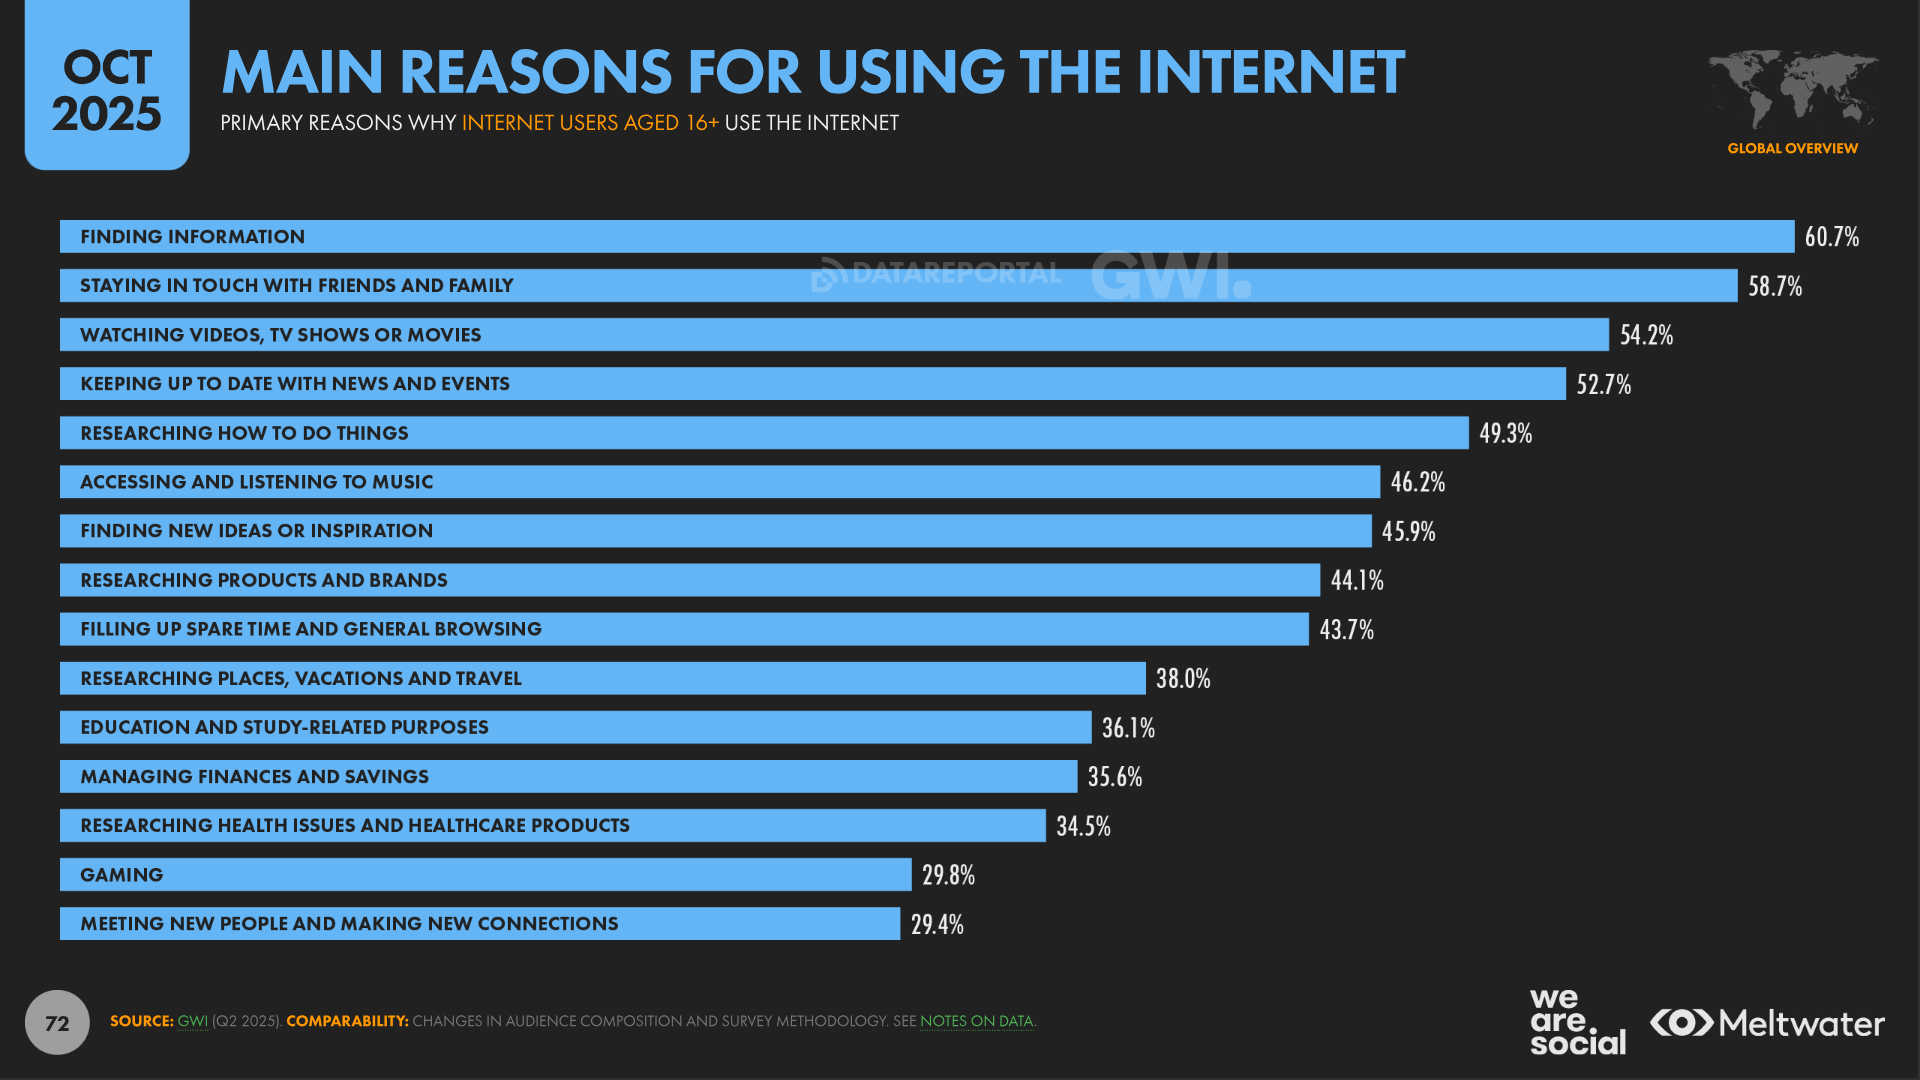 OCT
2025
MAIN REASONS FOR USING THE INTERNET
PRIMARY REASONS WHY INTERNET USERS AGED 16+ USE THE INTERNET
GLOBAL OVERVIEW
FINDING INFORMATION 60.7%
DATAREPORTAL GWI.
STAYING IN TOUCH WITH FRIENDS AND FAMILY 58.7%
WATCHING VIDEOS, TV SHOWS OR MOVIES 54.2%
KEEPING UP TO DATE WITH NEWS AND EVENTS 52.7%
RESEARCHING HOW TO DO THINGS 49.3%
ACCESSING AND LISTENING TO MUSIC 46.2%
FINDING NEW IDEAS OR INSPIRATION 45.9%
RESEARCHING PRODUCTS AND BRANDS 44.1%
FILLING UP SPARE TIME AND GENERAL BROWSING 43.7%
RESEARCHING PLACES, VACATIONS AND TRAVEL 38.0%
EDUCATION AND STUDY-RELATED PURPOSES 36.1%
MANAGING FINANCES AND SAVINGS 35.6%
RESEARCHING HEALTH ISSUES AND HEALTHCARE PRODUCTS 34.5%
GAMING 29.8%
MEETING NEW PEOPLE AND MAKING NEW CONNECTIONS 29.4%
72
SOURCE: GWI (Q2 2025). COMPARABILITY: CHANGES IN AUDIENCE COMPOSITION AND SURVEY METHODOLOGY. SEE NOTES ON DATA.
we
are
social
Meltwater